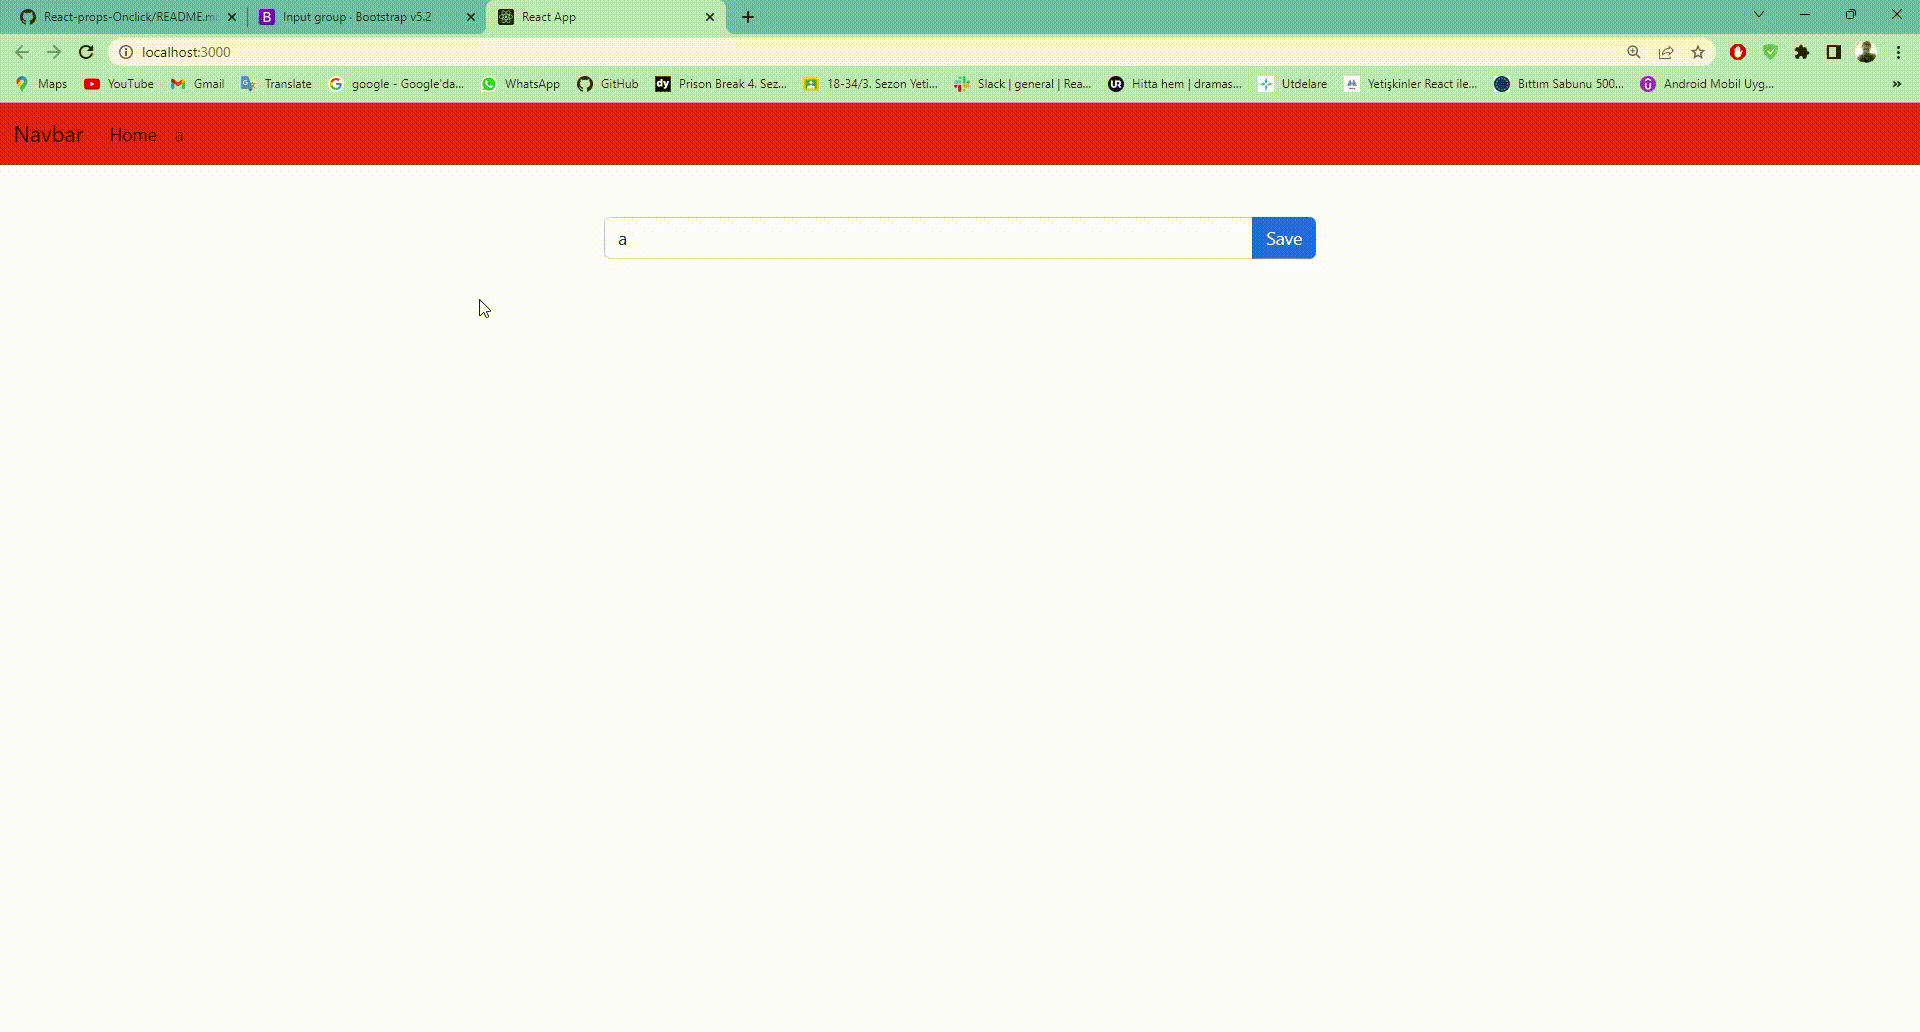 React-props-Onclick/README.m
Input group · Bootstrap v5.2
React App
localhost:3000
Maps YouTube Gmail Translate google - Google'da... WhatsApp GitHub Prison Break 4. Sez... 18-34/3. Sezon Yeti... Slack | general | Rea... Hitta hem | dramas... Utdelare Yetişkinler React ile... Bıttım Sabunu 500... Android Mobil Uyg... »
Navbar Home a
a Save